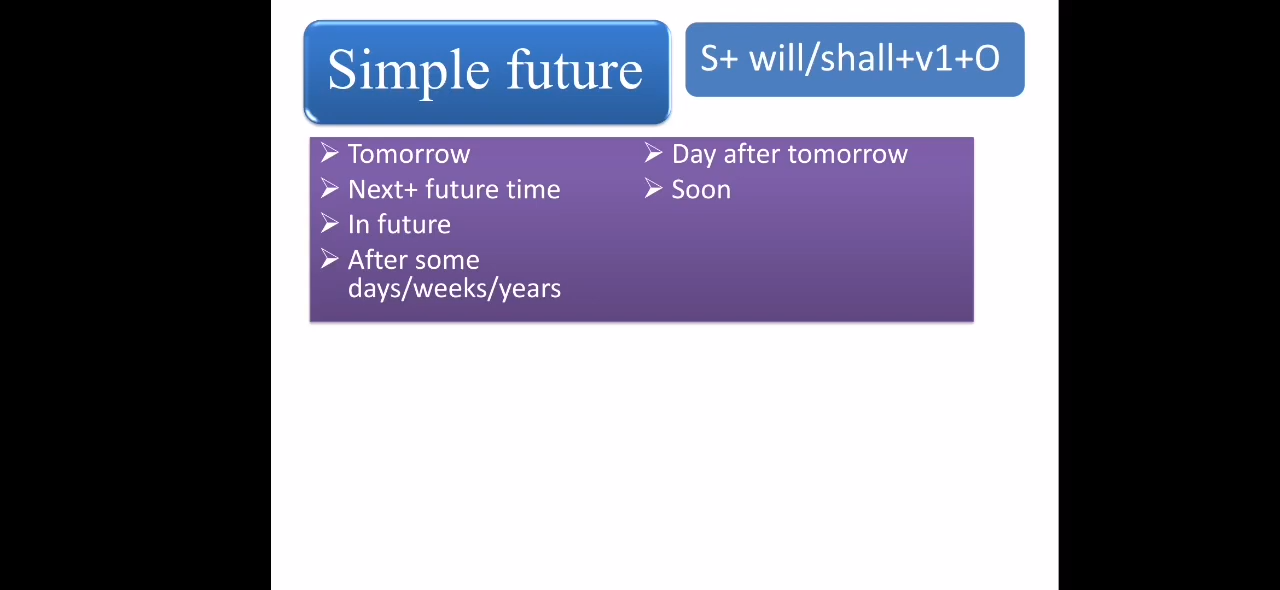 Simple future
S+ will/shall+v1+O
Tomorrow
Next+ future time
In future
After some
days/weeks/years
Day after tomorrow
Soon